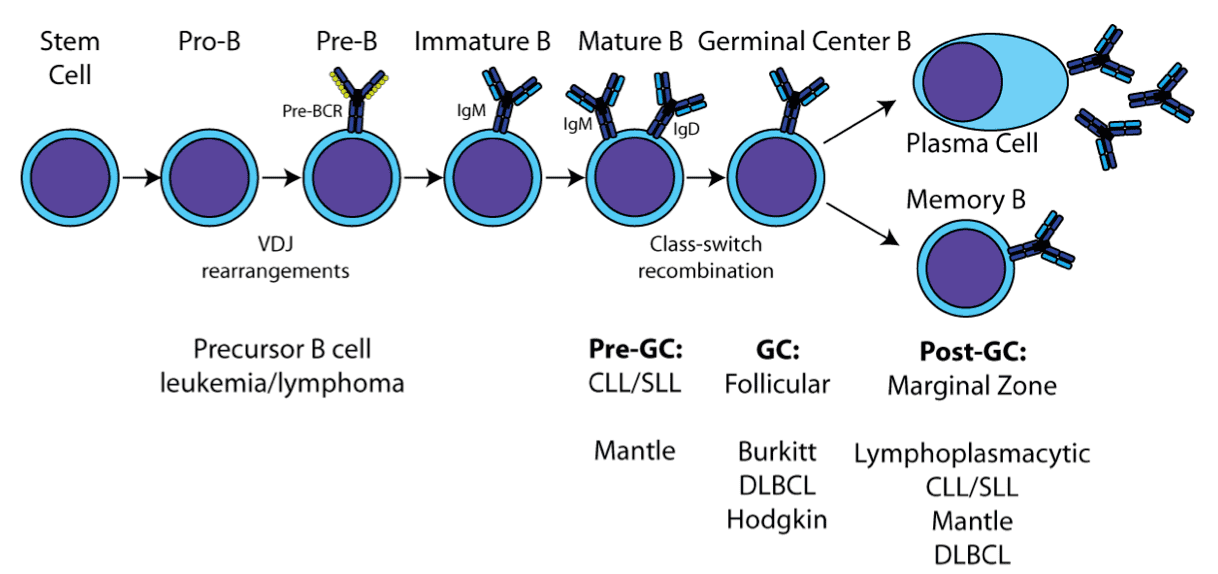 Stem
Cell
Pro-B
Pre-B
Immature B
Mature B
Germinal Center B
Pre-BCR
IgM
IgM
IgD
Plasma Cell
Memory B
VDJ
rearrangements
Class-switch
recombination
Precursor B cell
leukemia/lymphoma
Pre-GC:
CLL/SLL
Mantle
GC:
Follicular
Burkitt
DLBCL
Hodgkin
Post-GC:
Marginal Zone
Lymphoplasmacytic
CLL/SLL
Mantle
DLBCL